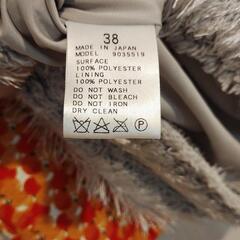 38
MADE IN JAPAN
MODEL 9035519
SURFACE
100% POLYESTER
LINING
100% POLYESTER
DO NOT WASH
DO NOT BLEACH
DO NOT IRON
DRY CLEAN
P